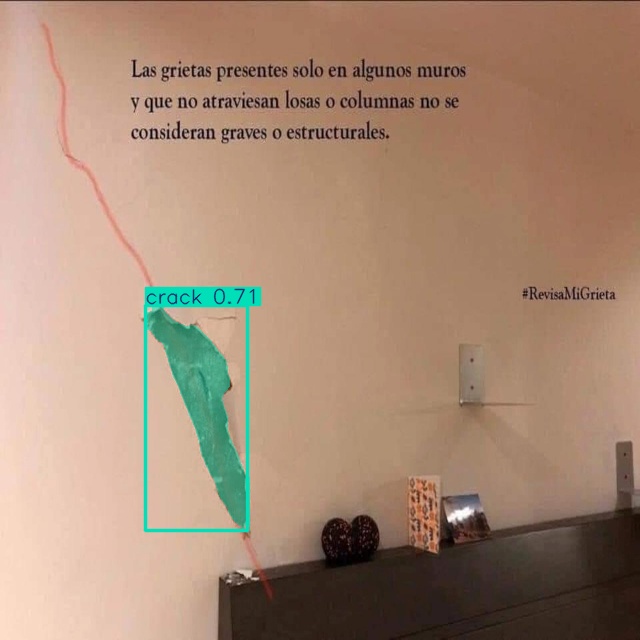 Las grietas presentes solo en algunos muros
y que no atraviesan losas o columnas no se
consideran graves o estructurales.
crack 0.71
#RevisaMiGrieta